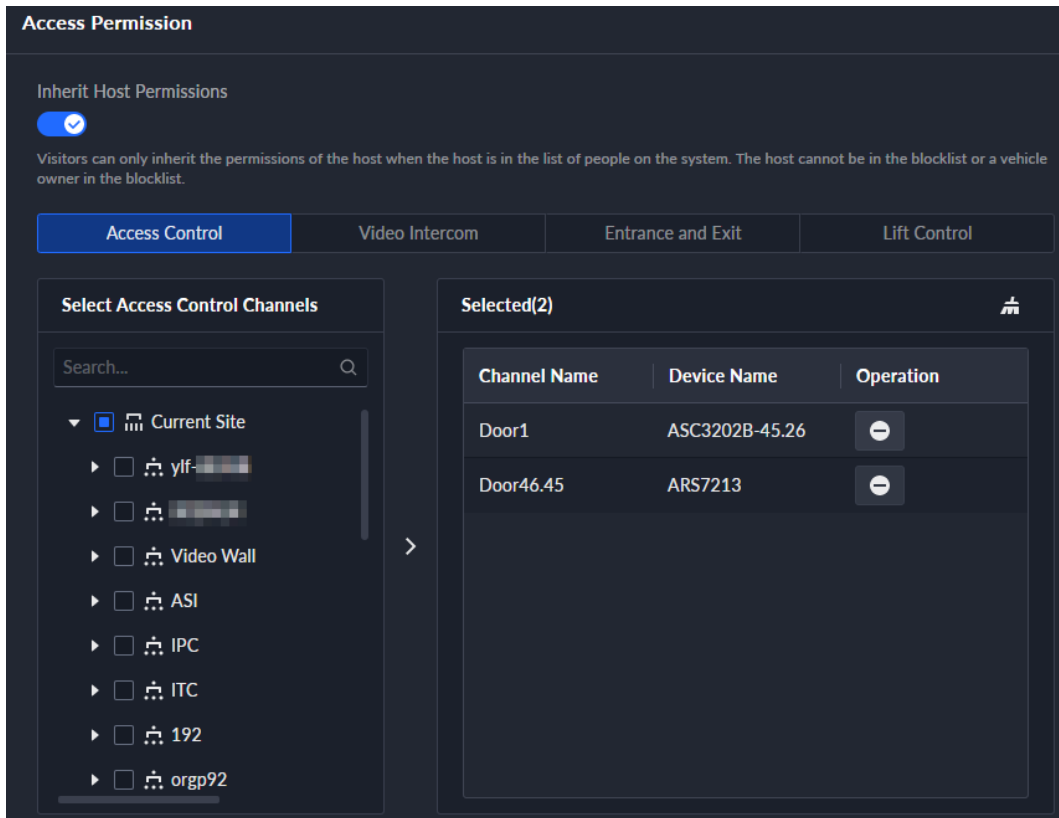 Access Permission
Inherit Host Permissions
Visitors can only inherit the permissions of the host when the host is in the list of people on the system. The host cannot be in the blocklist or a vehicle
owner in the blocklist.
Access Control Video Intercom Entrance and Exit Lift Control
Select Access Control Channels
Search...
Current Site
ylf-
Video Wall
ASI
IPC
ITC
192
orgp92
Selected(2)
Channel Name Device Name Operation
Door1 ASC3202B-45.26
Door46.45 ARS7213